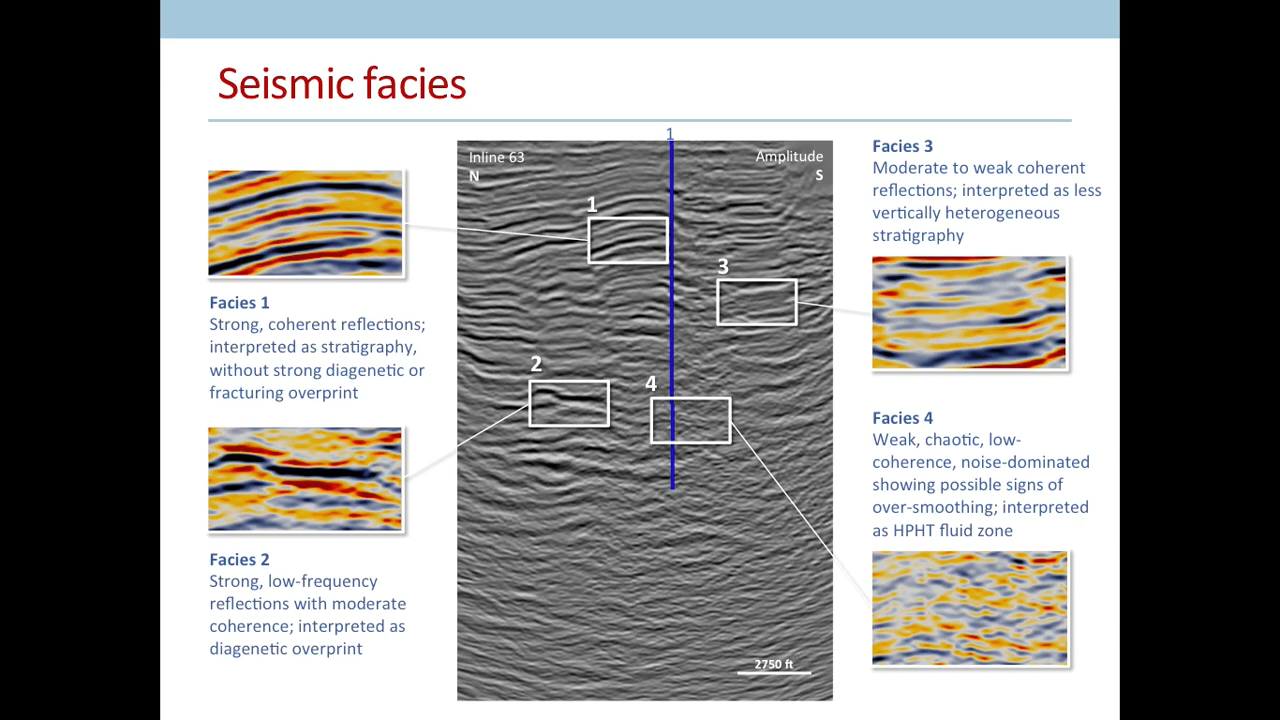 Seismic facies
Facies 1
Strong, coherent reflections;
interpreted as stratigraphy,
without strong diagenetic or
fracturing overprint
Facies 2
Strong, low-frequency
reflections with moderate
coherence; interpreted as
diagenetic overprint
1
Inline 63
N
Amplitude
S
1
3
2
4
2750 ft
Facies 3
Moderate to weak coherent
reflections; interpreted as less
vertically heterogeneous
stratigraphy
Facies 4
Weak, chaotic, low-
coherence, noise-dominated
showing possible signs of
over-smoothing; interpreted
as HPHT fluid zone